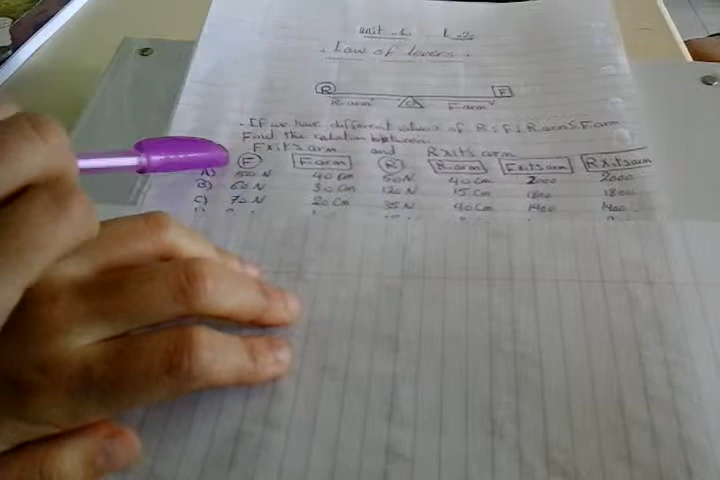 Unit
Law of levers.
R F
R.arm F.arm
. If we have different values of R & F & R arm & F arm
Find the relation between
F x it's arm and R x it's arm
F F arm R R arm F x it's arm R x it's arm
A) 50 N 40 Cm 50 N 40 Cm 2000 2000
B) 60 N 30 Cm 120 N 15 Cm 1800 1800
C) 70 N 20 Cm 35 N 40 Cm 1400 1400